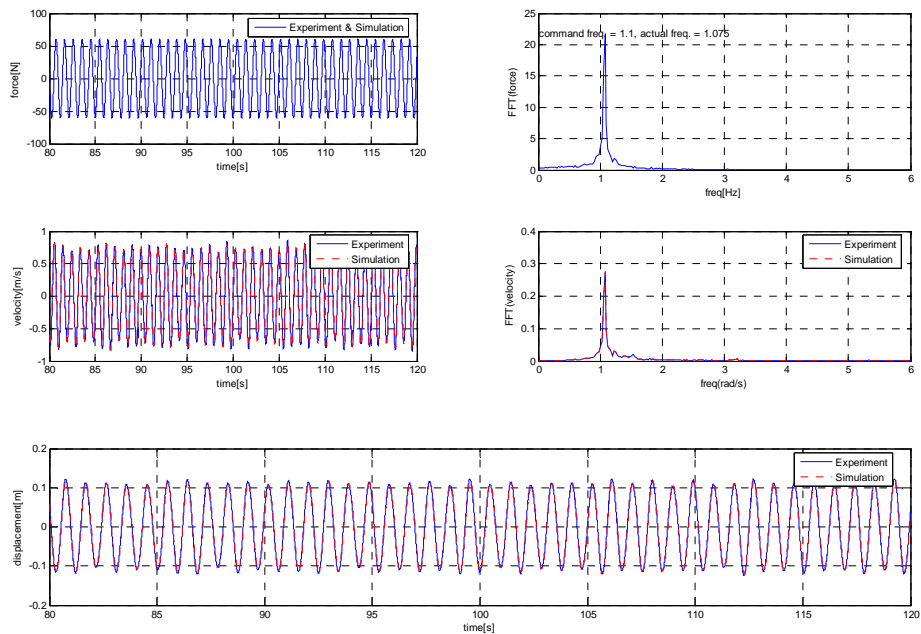 Experiment & Simulation
force[N]
100
50
0
-50
-100
80 85 90 95 100 105 110 115 120
time[s]
command freq. = 1.1, actual freq. = 1.075
FFT(force)
25
20
15
10
5
0
0 1 2 3 4 5 6
freq[Hz]
Experiment
Simulation
velocity[m/s]
1
0.5
0
-0.5
-1
80 85 90 95 100 105 110 115 120
time[s]
Experiment
Simulation
FFT(velocity)
0.4
0.3
0.2
0.1
0
0 1 2 3 4 5 6
freq(rad/s)
Experiment
Simulation
displacement[m]
0.2
0.1
0
-0.1
-0.2
80 85 90 95 100 105 110 115 120
time[s]